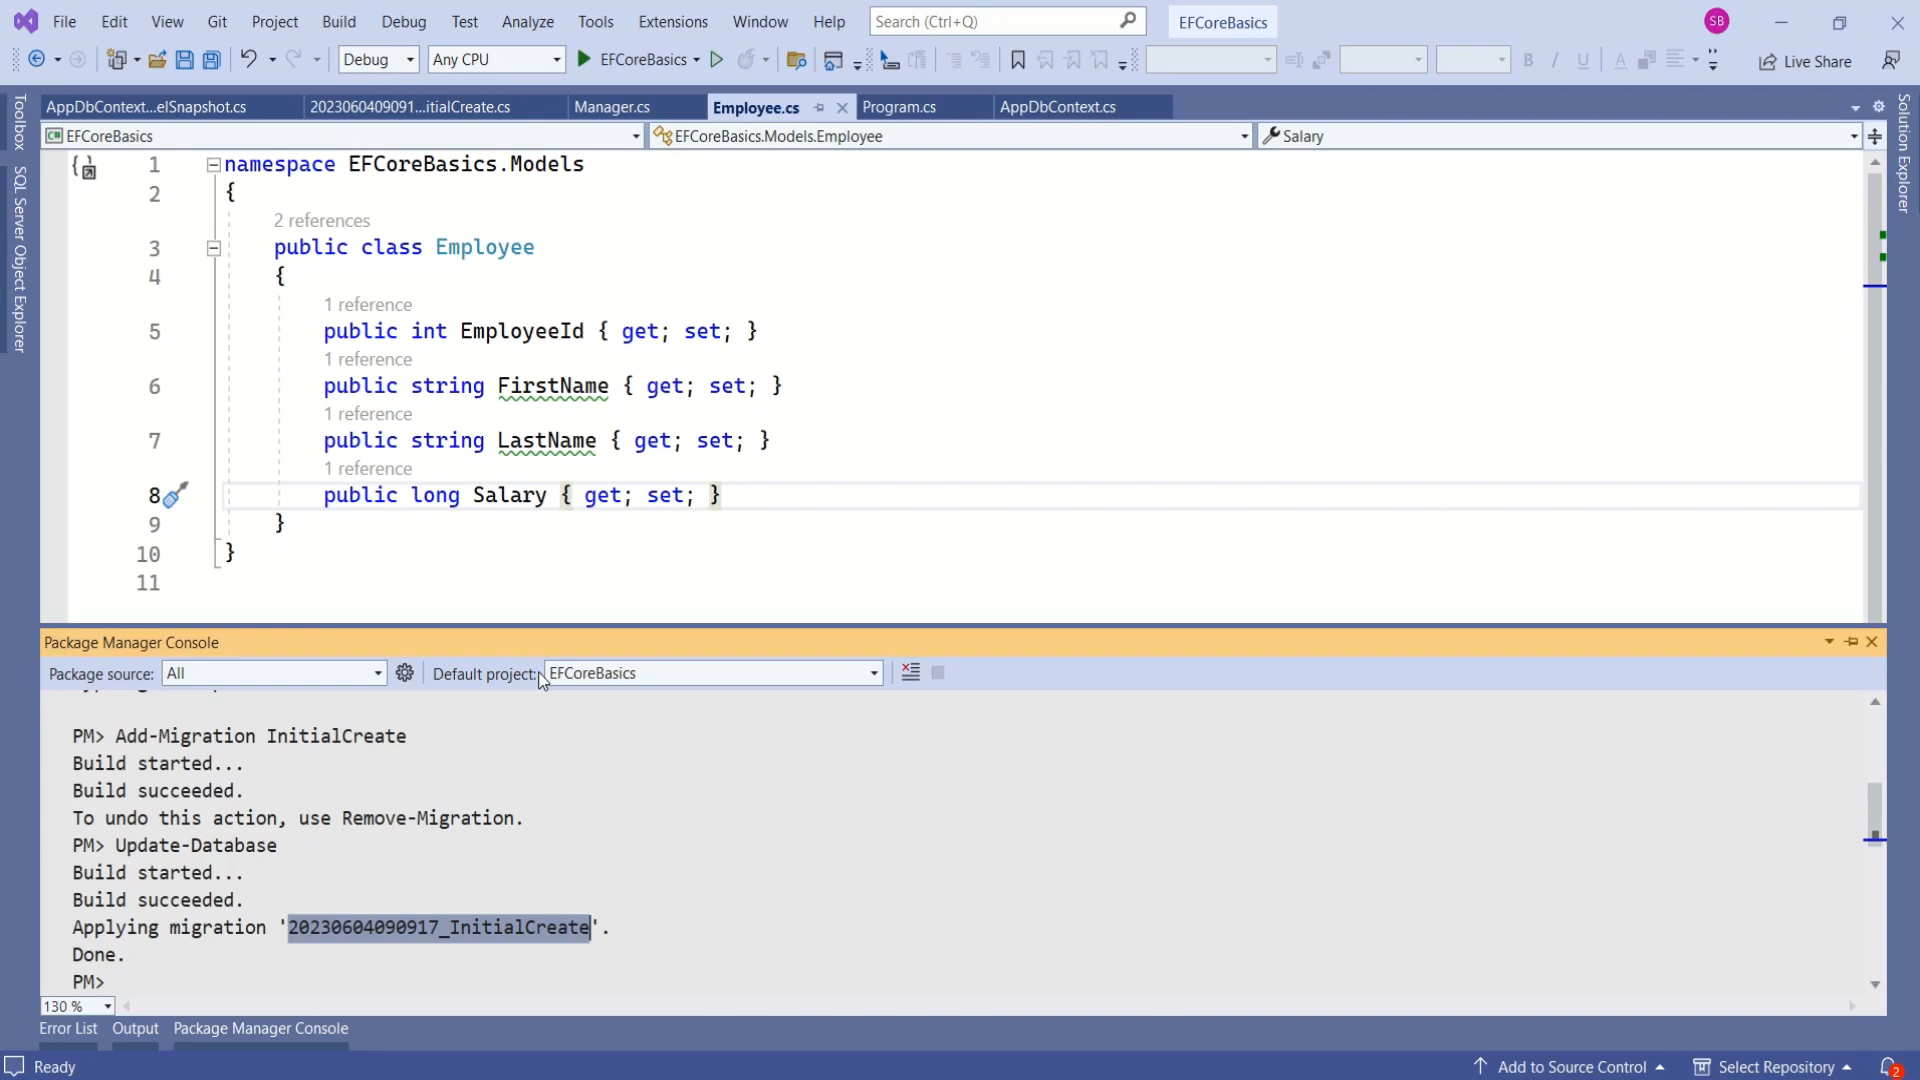 File Edit View Git Project Build Debug Test Analyze Tools Extensions Window Help Search (Ctrl+Q) EFCoreBasics SB
Debug Any CPU EFCoreBasics Live Share
AppDbContext...elSnapshot.cs 2023060409091...itialCreate.cs Manager.cs Employee.cs Program.cs AppDbContext.cs
EFCoreBasics EFCoreBasics.Models.Employee Salary
Toolbox
SQL Server Object Explorer
Solution Explorer
1 namespace EFCoreBasics.Models
2 {
2 references
3 public class Employee
4 {
1 reference
5 public int EmployeeId { get; set; }
1 reference
6 public string FirstName { get; set; }
1 reference
7 public string LastName { get; set; }
1 reference
8 public long Salary { get; set; }
9 }
10 }
11
Package Manager Console
Package source: All Default project: EFCoreBasics
PM> Add-Migration InitialCreate
Build started...
Build succeeded.
To undo this action, use Remove-Migration.
PM> Update-Database
Build started...
Build succeeded.
Applying migration '20230604090917_InitialCreate'.
Done.
PM>
130 %
Error List Output Package Manager Console
Ready Add to Source Control Select Repository 2